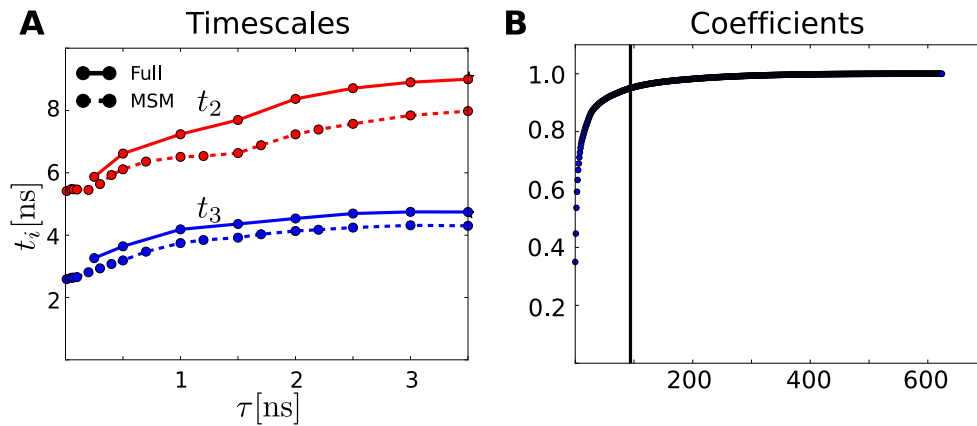 A Timescales
Full
MSM
t2
t3
8
6
4
2
1
2
3
ti[ns]
τ[ns]
B Coefficients
1.0
0.8
0.6
0.4
0.2
200
400
600